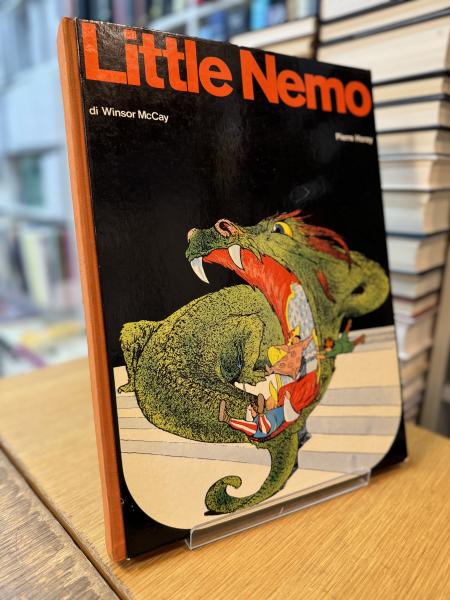 Little Nemo
di Winsor McCay
Pierre Horay